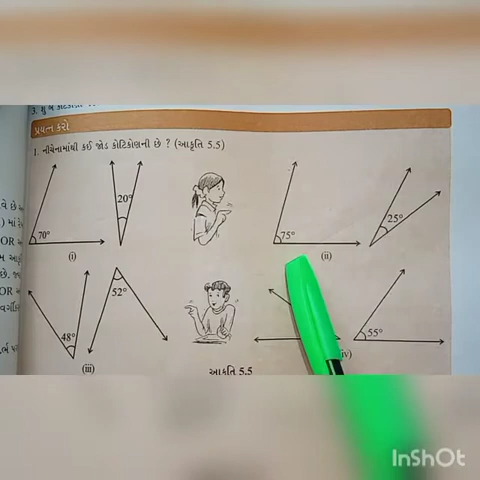 પ્રયત્ન કરો
1. નીચેનામાંથી કઈ જોડ કોટિકોણની છે ? (આકૃતિ 5.5)
70° 20° 75° 25°
(i) (ii)
48° 52° 55°
(iii) iv)
આકૃતિ 5.5
InShOt